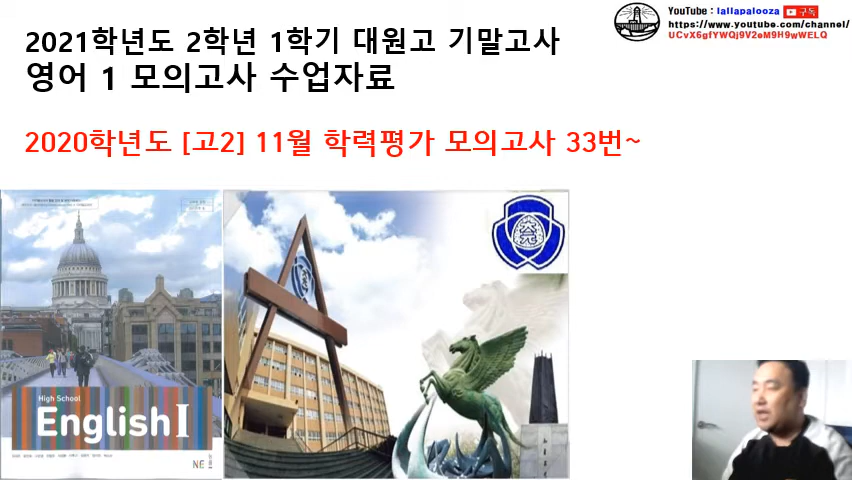 2021학년도 2학년 1학기 대원고 기말고사
영어 1 모의고사 수업자료
2020학년도 [고2] 11월 학력평가 모의고사 33번~
YouTube : lallapalooza 구독
https://www.youtube.com/channel/
UCvX6gfYWQj9V2eM9H9wWELQ
High School
English I
NE